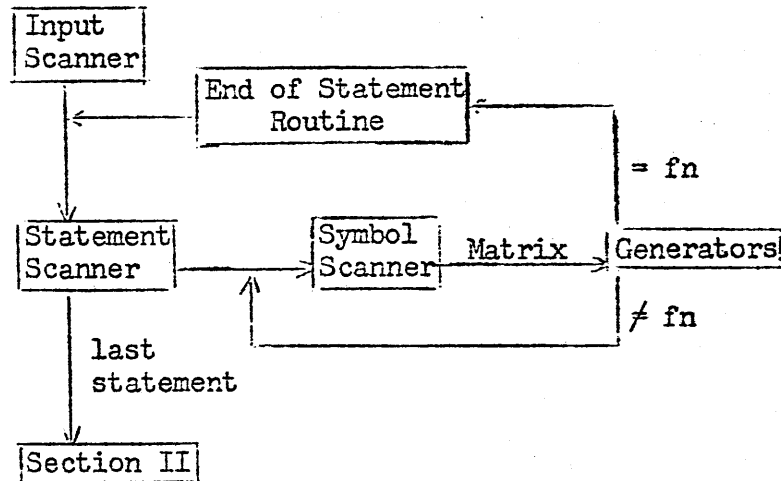 Input
Scanner
End of Statement
Routine
= fn
Statement
Scanner
Symbol
Scanner
Matrix
Generators
≠ fn
last
statement
Section II